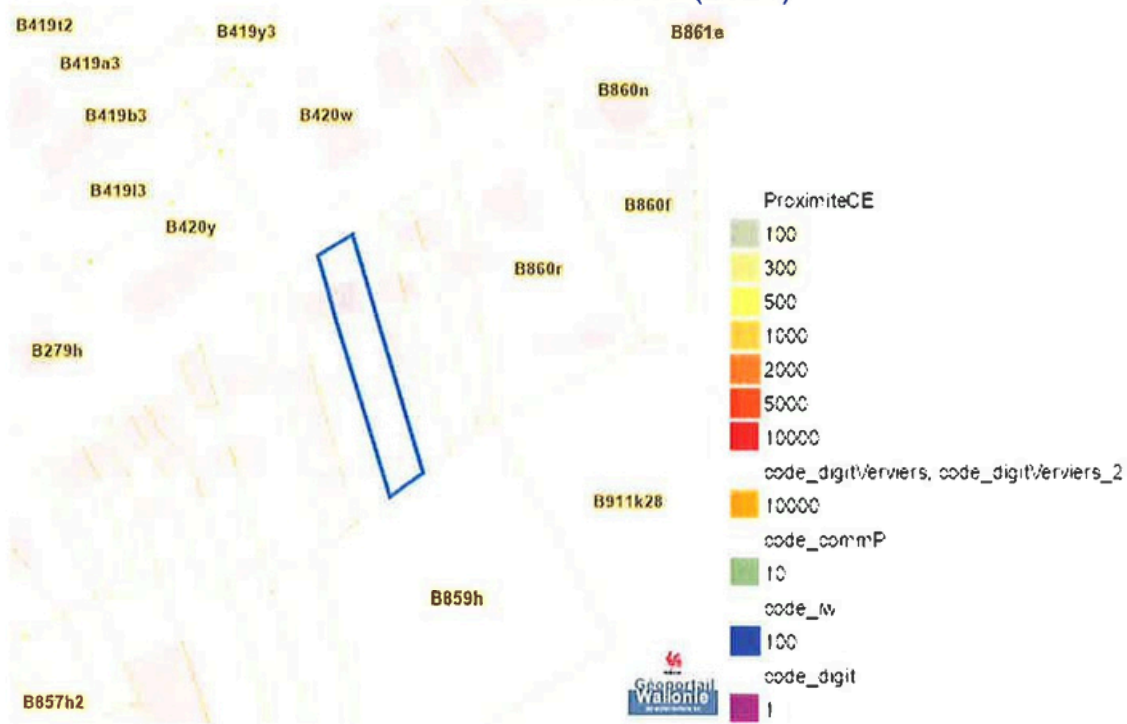 B419t2
B419y3
B861e
B419a3
B860n
B419b3
B420w
B419l3
B860f
B420y
B860r
B279h
B911k28
B859h
B857h2
ProximiteCE
100
300
500
1000
2000
5000
10000
code_digitVerviers, code_digitVerviers_2
10000
code_commP
10
code_rw
100
code_digit
1
Géoportail
Wallonie